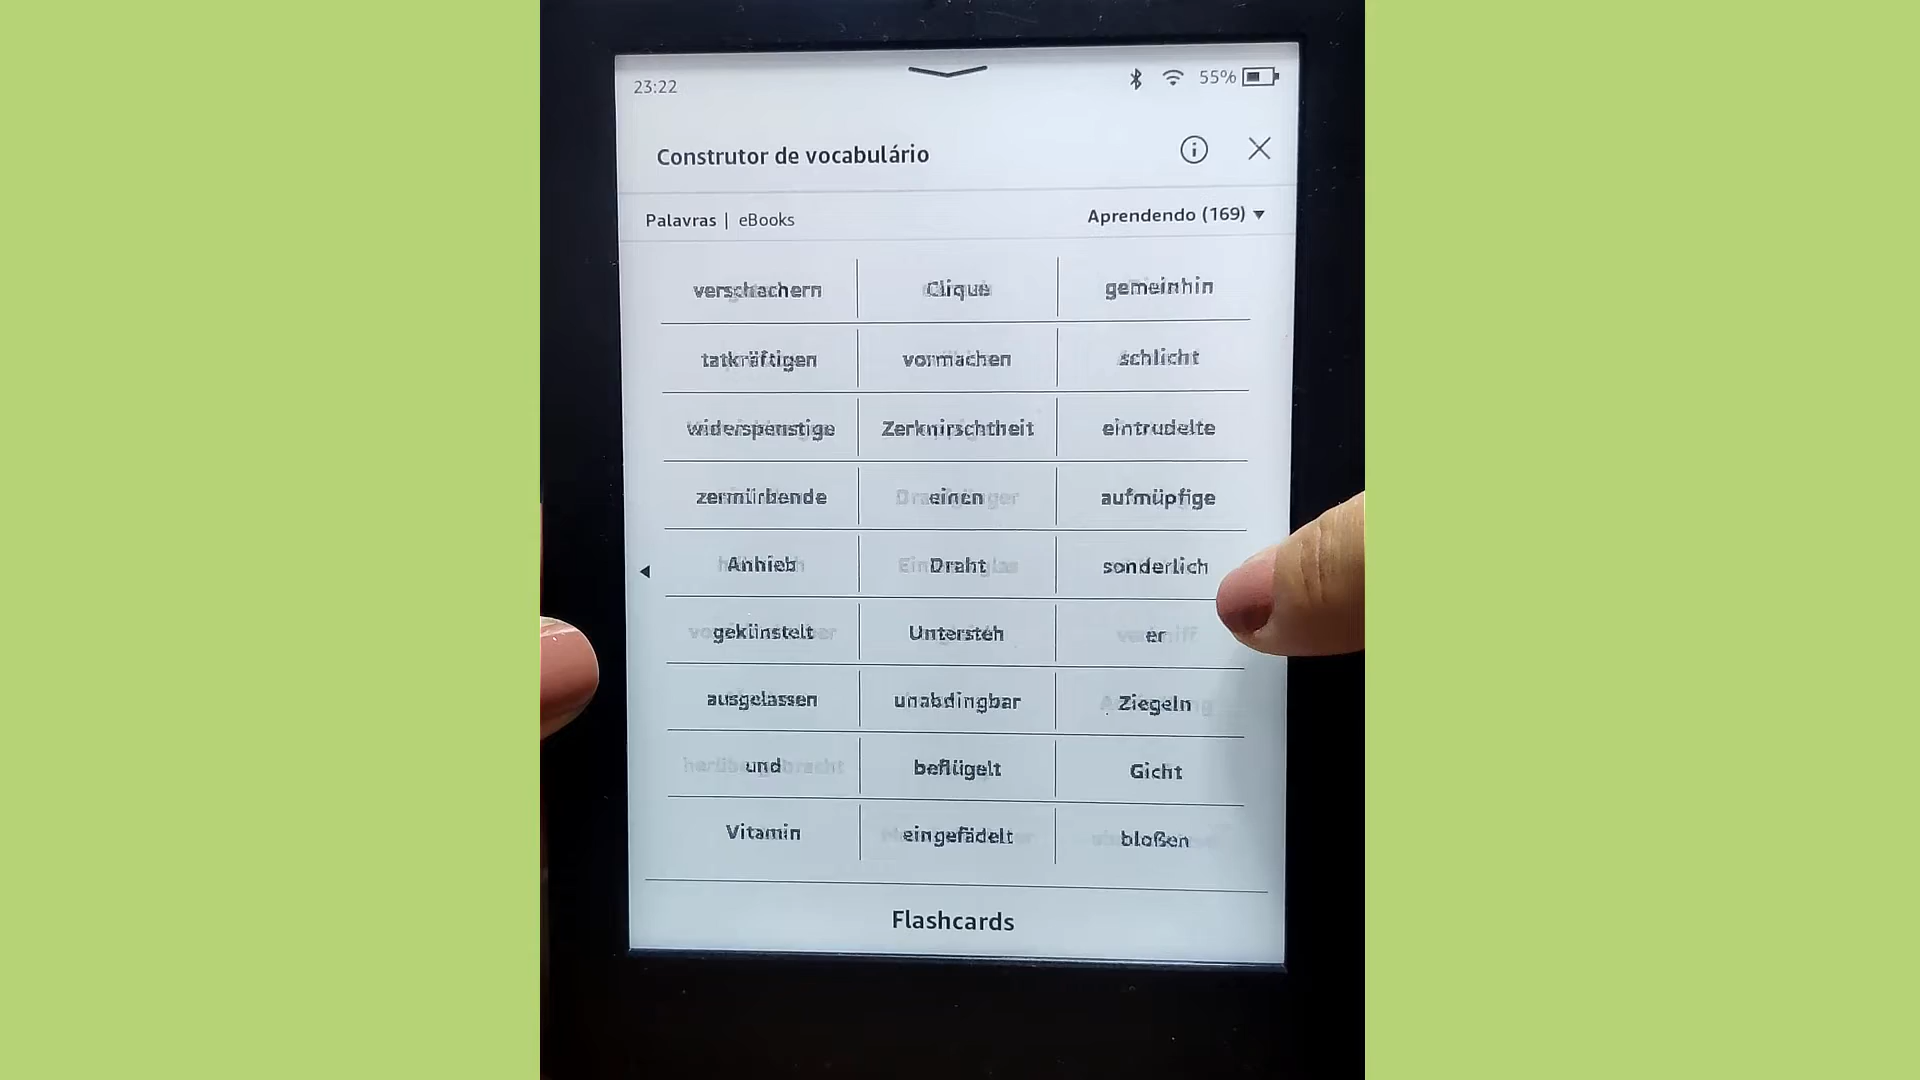 23:22 55%
Construtor de vocabulário
Palavras | eBooks Aprendendo (169)
verschachern Clique gemeinhin
tatkräftigen vormachen schlicht
widerspenstige Zerknirschtheit eintrudelte
zermürbende einen aufmüpfige
Anhieb Draht sonderlich
gekünstelt Untersteh er
ausgelassen unabdingbar Ziegeln
und beflügelt Gicht
Vitamin eingefädelt bloßen
Flashcards